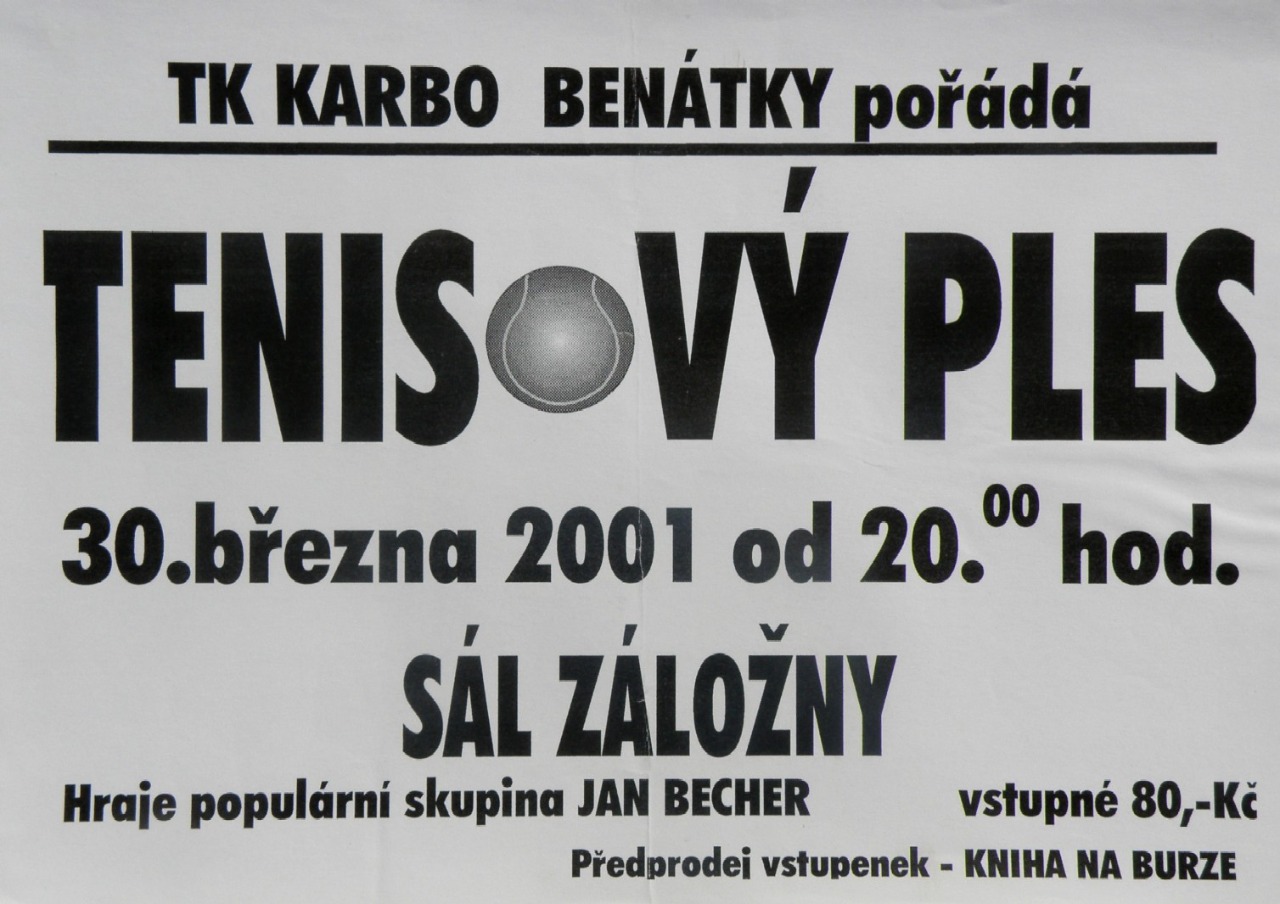 TK KARBO BENÁTKY pořádá
TENISOVÝ PLES
30.března 2001 od 20.00 hod.
SÁL ZÁLOŽNY
Hraje populární skupina JAN BECHER vstupné 80,-Kč
Předprodej vstupenek - KNIHA NA BURZE